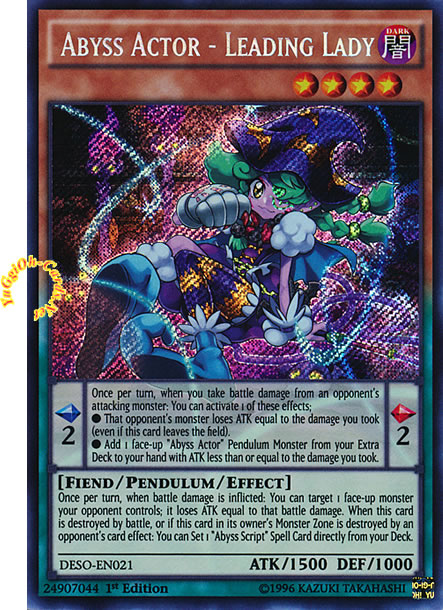 ABYSS ACTOR - LEADING LADY
DARK
闇
YuGgiOh-Cards.Net
Once per turn, when you take battle damage from an opponent's
attacking monster: You can activate 1 of these effects;
● That opponent's monster loses ATK equal to the damage you took
(even if this card leaves the field).
● Add 1 face-up "Abyss Actor" Pendulum Monster from your Extra
Deck to your hand with ATK less than or equal to the damage you took.
2
2
[FIEND/PENDULUM/EFFECT]
Once per turn, when battle damage is inflicted: You can target 1 face-up monster
your opponent controls; it loses ATK equal to that battle damage. When this card
is destroyed by battle, or if this card in its owner's Monster Zone is destroyed by an
opponent's card effect: You can Set 1 "Abyss Script" Spell Card directly from your Deck.
DESO-EN021
ATK/1500 DEF/1000
24907044 1st Edition
©1996 KAZUKI TAKAHASHI